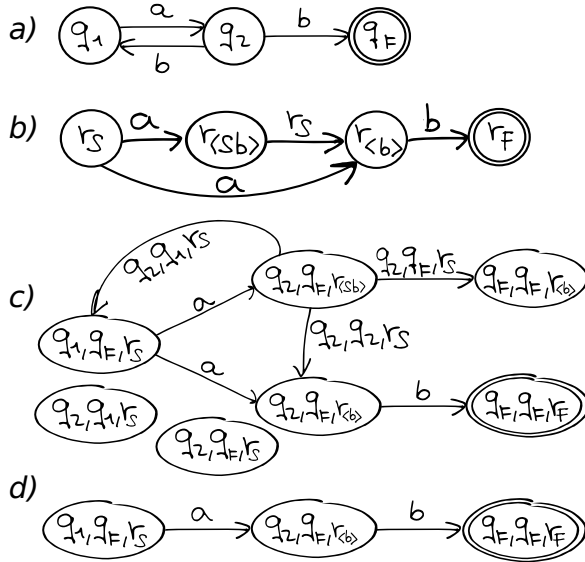 a) q1 a q2 b qF
b
b) rS a r⟨Sb⟩ rS r⟨b⟩ b rF
a
q2,q1,rS
c) q2,qF,r⟨Sb⟩ q2,qF,rS qF,qF,r⟨b⟩
a
q1,qF,rS q2,q2,rS
a
q2,q1,rS q2,qF,r⟨b⟩ b qF,qF,rF
q2,qF,rS
d) q1,qF,rS a q2,qF,r⟨b⟩ b qF,qF,rF